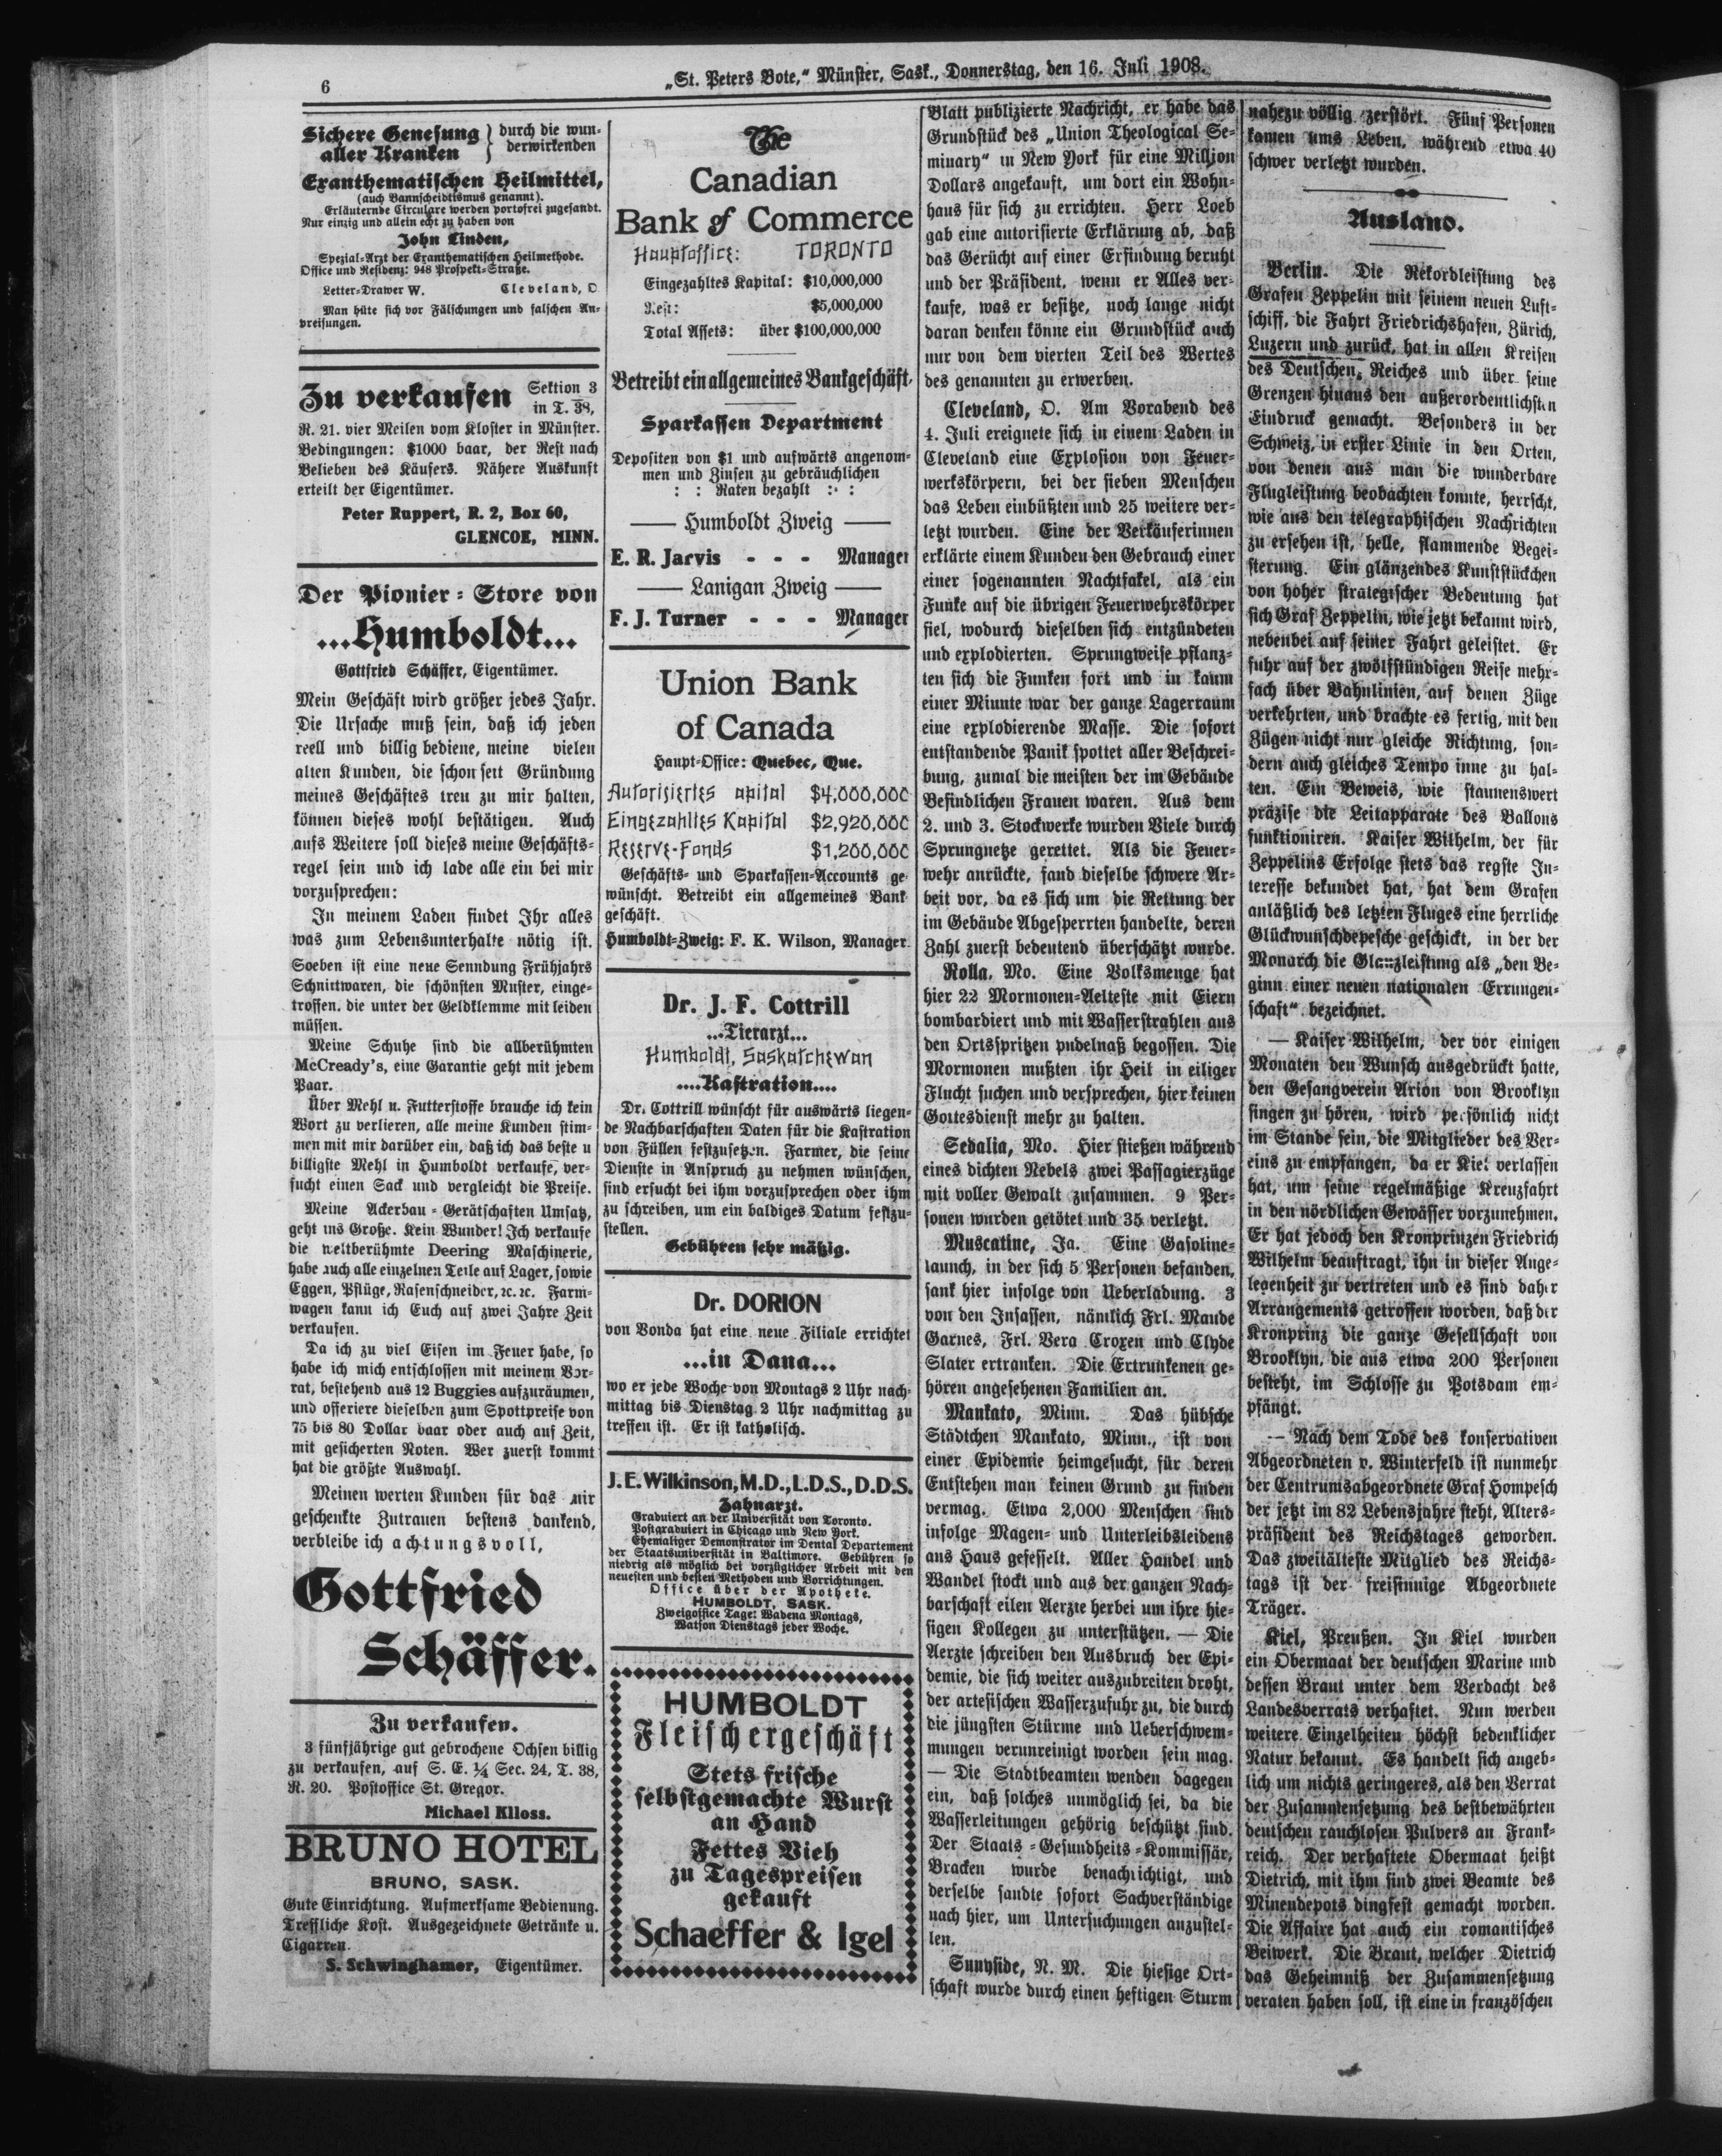 6
„St. Peters Bote,“ Münster, Sask., Donnerstag, den 16. Juli 1908.
Sichere Genesung } durch die wun-
aller Kranken } derwirkenden
Exanthematischen Heilmittel,
(auch Baunscheidtismus genannt).
Erläuternde Circulare werden portofrei zugesandt.
Nur einzig und allein echt zu haben von
John Linden,
Spezial-Arzt der Exanthematischen Heilmethode.
Office und Residenz: 948 Prospekt-Straße.
Letter-Drawer W. Cleveland, O
Man hüte sich vor Fälschungen und falschen An-
preisungen.
Zu verkaufen Sektion 3
in T. 38,
R. 21. vier Meilen vom Kloster in Münster.
Bedingungen: $1000 baar, der Rest nach
Belieben des Käufers. Nähere Auskunft
erteilt der Eigentümer.
Peter Ruppert, R. 2, Box 60,
GLENCOE, MINN.
Der Pionier-Store von
...Humboldt...
Gottfried Schäffer, Eigentümer.
Mein Geschäft wird größer jedes Jahr.
Die Ursache muß sein, daß ich jeden
reell und billig bediene, meine vielen
alten Kunden, die schon seit Gründung
meines Geschäftes treu zu mir halten,
können dieses wohl bestätigen. Auch
aufs Weitere soll dieses meine Geschäfts-
regel sein und ich lade alle ein bei mir
vorzusprechen:
In meinem Laden findet Ihr alles
was zum Lebensunterhalte nötig ist.
Soeben ist eine neue Senndung Frühjahrs
Schnittwaren, die schönsten Muster, einge-
troffen. die unter der Geldklemme mit leiden
müssen.
Meine Schuhe sind die allberühmten
McCready's, eine Garantie geht mit jedem
Paar.
Über Mehl u. Futterstoffe brauche ich kein
Wort zu verlieren, alle meine Kunden stim-
men mit mir darüber ein, daß ich das beste u
billigste Mehl in Humboldt verkaufe, ver-
sucht einen Sack und vergleicht die Preise.
Meine Ackerbau-Gerätschaften Umsatz,
geht ins Große. Kein Wunder! Ich verkaufe
die weltberühmte Deering Maschinerie,
habe auch alle einzelnen Teile auf Lager, sowie
Eggen, Pflüge, Rasenschneider, ꝛc. ꝛc. Farm-
wagen kann ich Euch auf zwei Jahre Zeit
verkaufen.
Da ich zu viel Eisen im Feuer habe, so
habe ich mich entschlossen mit meinem Vor-
rat, bestehend aus 12 Buggies aufzuräumen,
und offeriere dieselben zum Spottpreise von
75 bis 80 Dollar baar oder auch auf Zeit,
mit gesicherten Noten. Wer zuerst kommt
hat die größte Auswahl.
Meinen werten Kunden für das mir
geschenkte Zutrauen bestens dankend,
verbleibe ich achtungsvoll,
Gottfried
Schäffer.
Zu verkaufen.
3 fünfjährige gut gebrochene Ochsen billig
zu verkaufen, auf S. E. ¼ Sec. 24, T. 38,
R. 20. Postoffice St. Gregor.
Michael Klloss.
BRUNO HOTEL
BRUNO, SASK.
Gute Einrichtung. Aufmerksame Bedienung.
Treffliche Kost. Ausgezeichnete Getränke u.
Cigarren.
S. Schwinghamer, Eigentümer.
The
Canadian
Bank of Commerce
Hauptoffice: TORONTO
Eingezahltes Kapital: $10,000,000
Rest: $5,000,000
Total Assets: über $100,000,000
Betreibt ein allgemeines Bankgeschäft.
Sparkassen Department
Depositen von $1 und aufwärts angenom-
men und Zinsen zu gebräuchlichen
: : Raten bezahlt : :
Humboldt Zweig
E. R. Jarvis - - - Manager
Lanigan Zweig
F. J. Turner - - - Manager
Union Bank
of Canada
Haupt-Office: Quebec, Que.
Autorisiertes apital $4,000,000
Eingezahltes Kapital $2,920,000
Reserve-Fonds $1,200,000
Geschäfts- und Sparkassen-Accounts ge-
wünscht. Betreibt ein allgemeines Bank
geschäft.
Humboldt-Zweig: F. K. Wilson, Manager.
Dr. J. F. Cottrill
...Tierarzt...
Humboldt, Saskatchewan
....Kastration....
Dr. Cottrill wünscht für auswärts liegen-
de Nachbarschaften Daten für die Kastration
von Füllen festzusetzen. Farmer, die seine
Dienste in Anspruch zu nehmen wünschen,
sind ersucht bei ihm vorzusprechen oder ihm
zu schreiben, um ein baldiges Datum festzu-
stellen.
Gebühren sehr mäßig.
Dr. DORION
von Vonda hat eine neue Filiale errichtet
...in Dana...
wo er jede Woche von Montags 2 Uhr nach-
mittag bis Dienstag 2 Uhr nachmittag zu
treffen ist. Er ist katholisch.
J. E. Wilkinson, M.D., L.D.S., D.D.S.
Zahnarzt.
Graduiert an der Universität von Toronto.
Postgraduiert in Chicago und New York.
Ehemaliger Demonstrator im Dental Departement
der Staatsuniversität in Baltimore. Gebühren so
niedrig als möglich bei vorzüglicher Arbeit mit den
neuesten und besten Methoden und Vorrichtungen.
Office über der Apotheke.
HUMBOLDT, SASK.
Zweigoffice Tage: Wadena Montags,
Watson Dienstags jeder Woche.
HUMBOLDT
Fleischergeschäft
Stets frische
selbstgemachte Wurst
an Hand
Fettes Vieh
zu Tagespreisen
gekauft
Schaeffer & Igel
Blatt publizierte Nachricht, er habe das
Grundstück des „Union Theological Se-
minary“ in New York für eine Million
Dollars angekauft, um dort ein Wohn-
haus für sich zu errichten. Herr Loeb
gab eine autorisierte Erklärung ab, daß
das Gerücht auf einer Erfindung beruht
und der Präsident, wenn er Alles ver-
kaufe, was er besitze, noch lange nicht
daran denken könne ein Grundstück auch
nur von dem vierten Teil des Wertes
des genannten zu erwerben.
Cleveland, O. Am Vorabend des
4. Juli ereignete sich in einem Laden in
Cleveland eine Explosion von Feuer-
werkskörpern, bei der sieben Menschen
das Leben einbüßten und 25 weitere ver-
letzt wurden. Eine der Verkäuferinnen
erklärte einem Kunden den Gebrauch einer
einer sogenannten Nachtfakel, als ein
Funke auf die übrigen Feuerwehrskörper
fiel, wodurch dieselben sich entzündeten
und explodierten. Sprungweise pflanz-
ten sich die Funken fort und in kaum
einer Minute war der ganze Lagerraum
eine explodierende Masse. Die sofort
entstandende Panik spottet aller Beschrei-
bung, zumal die meisten der im Gebäude
Befindlichen Frauen waren. Aus dem
2. und 3. Stockwerke wurden Viele durch
Sprungnetze gerettet. Als die Feuer-
wehr anrückte, fand dieselbe schwere Ar-
beit vor, da es sich um die Rettung der
im Gebäude Abgesperrten handelte, deren
Zahl zuerst bedeutend überschätzt wurde.
Rolla, Mo. Eine Volksmenge hat
hier 22 Mormonen-Aelteste mit Eiern
bombardiert und mit Wasserstrahlen aus
den Ortsspritzen pudelnaß begossen. Die
Mormonen mußten ihr Heil in eiliger
Flucht suchen und versprechen, hier keinen
Gottesdienst mehr zu halten.
Sedalia, Mo. Hier stießen während
eines dichten Nebels zwei Passagierzüge
mit voller Gewalt zusammen. 9 Per-
sonen wurden getötet und 35 verletzt.
Muscatine, Ja. Eine Gasoline-
launch, in der sich 5 Personen befanden,
sank hier infolge von Ueberladung. 3
von den Insassen, nämlich Frl. Maude
Garnes, Frl. Vera Croxen und Clyde
Slater ertranken. Die Ertrunkenen ge-
hören angesehenen Familien an.
Mankato, Minn. Das hübsche
Städtchen Mankato, Minn., ist von
einer Epidemie heimgesucht, für deren
Entstehen man keinen Grund zu finden
vermag. Etwa 2,000 Menschen sind
infolge Magen- und Unterleibsleidens
ans Haus gefesselt. Aller Handel und
Wandel stockt und aus der ganzen Nach-
barschaft eilen Aerzte herbei um ihre hie-
sigen Kollegen zu unterstützen. — Die
Aerzte schreiben den Ausbruch der Epi-
demie, die sich weiter auszubreiten droht,
der artesischen Wasserzufuhr zu, die durch
die jüngsten Stürme und Ueberschwem-
mungen verunreinigt worden sein mag.
— Die Stadtbeamten wenden dagegen
ein, daß solches unmöglich sei, da die
Wasserleitungen gehörig beschützt sind.
Der Staats-Gesundheits-Kommissär,
Bracken wurde benachrichtigt, und
derselbe sandte sofort Sachverständige
nach hier, um Untersuchungen anzustel-
len.
Sunyside, N. M. Die hiesige Ort-
schaft wurde durch einen heftigen Sturm
nahezu völlig zerstört. Fünf Personen
kamen ums Leben, während etwa 40
schwer verletzt wurden.
Ausland.
Berlin. Die Rekordleistung des
Grafen Zeppelin mit seinem neuen Luft-
schiff, die Fahrt Friedrichshafen, Zürich,
Luzern und zurück, hat in allen Kreisen
des Deutschen Reiches und über seine
Grenzen hinaus den außerordentlichsten
Eindruck gemacht. Besonders in der
Schweiz, in erster Linie in den Orten,
von denen aus man die wunderbare
Flugleistung beobachten konnte, herrscht,
wie aus den telegraphischen Nachrichten
zu ersehen ist, helle, flammende Begei-
sterung. Ein glänzendes Kunststückchen
von hoher strategischer Bedeutung hat
sich Graf Zeppelin, wie jetzt bekannt wird,
nebenbei auf seiner Fahrt geleistet. Er
fuhr auf der zwölfstündigen Reise mehr-
fach über Bahnlinien, auf denen Züge
verkehrten, und brachte es fertig, mit den
Zügen nicht nur gleiche Richtung, son-
dern auch gleiches Tempo inne zu hal-
ten. Ein Beweis, wie staunenswert
präzise die Leitapparate des Ballons
funktioniren. Kaiser Wilhelm, der für
Zeppelins Erfolge stets das regste In-
teresse bekundet hat, hat dem Grafen
anläßlich des letzten Fluges eine herrliche
Glückwunschdepesche geschickt, in der der
Monarch die Glanzleistung als „den Be-
ginn einer neuen nationalen Errungen-
schaft“ bezeichnet.
— Kaiser Wilhelm, der vor einigen
Monaten den Wunsch ausgedrückt hatte,
den Gesangverein Arion von Brooklyn
singen zu hören, wird persönlich nicht
im Stande sein, die Mitglieder des Ver-
eins zu empfangen, da er Kiel verlassen
hat, um seine regelmäßige Kreuzfahrt
in den nördlichen Gewässer vorzunehmen.
Er hat jedoch den Kronprinzen Friedrich
Wilhelm beauftragt, ihn in dieser Ange-
legenheit zu vertreten und es sind daher
Arrangements getroffen worden, daß der
Kronprinz die ganze Gesellschaft von
Brooklyn, die aus etwa 200 Personen
besteht, im Schlosse zu Potsdam em-
pfängt.
— Nach dem Tode des konservativen
Abgeordneten v. Winterfeld ist nunmehr
der Centrumsabgeordnete Graf Hompesch
der jetzt im 82 Lebensjahre steht, Alters-
präsident des Reichstages geworden.
Das zweitälteste Mitglied des Reichs-
tags ist der freisinnige Abgeordnete
Träger.
Kiel, Preußen. In Kiel wurden
ein Obermaat der deutschen Marine und
dessen Braut unter dem Verdacht des
Landesverrats verhaftet. Nun werden
weitere Einzelheiten höchst bedenklicher
Natur bekannt. Es handelt sich angeb-
lich um nichts geringeres, als den Verrat
der Zusammensetzung des bestbewährten
deutschen rauchlosen Pulvers an Frank-
reich. Der verhaftete Obermaat heißt
Dietrich, mit ihm sind zwei Beamte des
Minendepots dingfest gemacht worden.
Die Affaire hat auch ein romantisches
Beiwerk. Die Braut, welcher Dietrich
das Geheimniß der Zusammensetzung
veraten haben soll, ist eine in französchen